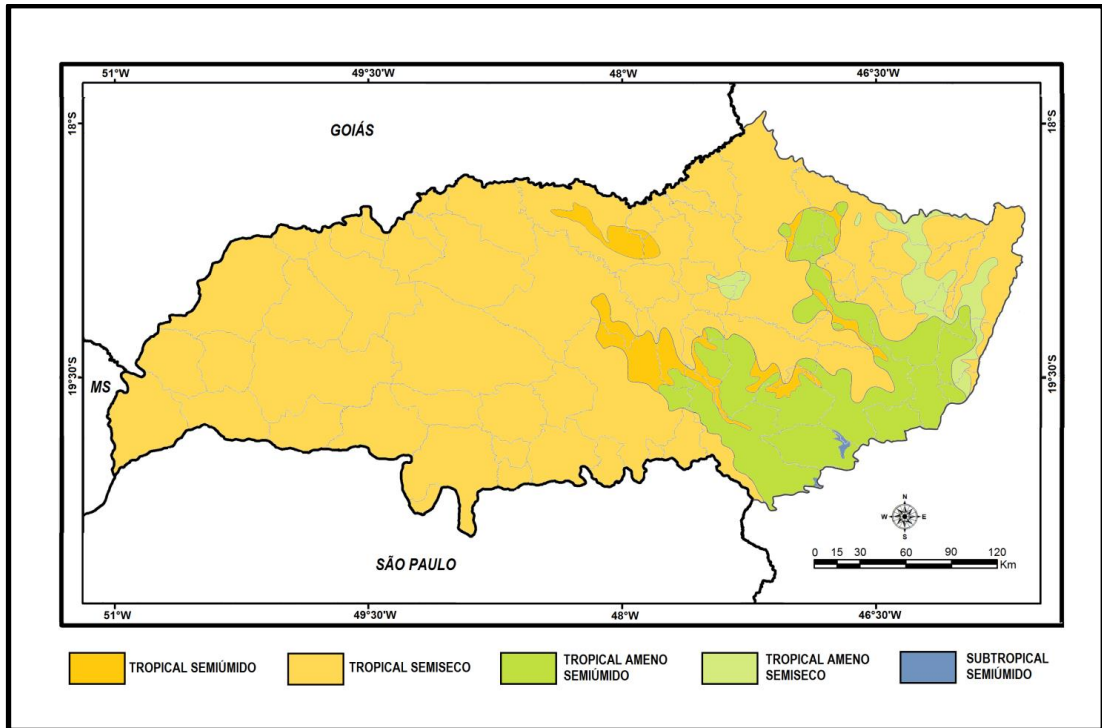 51°W 49°30'W 48°W 46°30'W
18°S 18°S
GOIÁS
19°30'S 19°30'S
MS
N
W E
S
SÃO PAULO
0 15 30 60 90 120
Km
51°W 49°30'W 48°W 46°30'W
TROPICAL SEMIÚMIDO
TROPICAL SEMISECO
TROPICAL AMENO
SEMIÚMIDO
TROPICAL AMENO
SEMISECO
SUBTROPICAL
SEMIÚMIDO